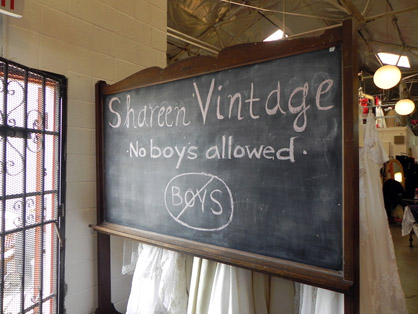 Shareen Vintage
·No boys allowed·
BOYS